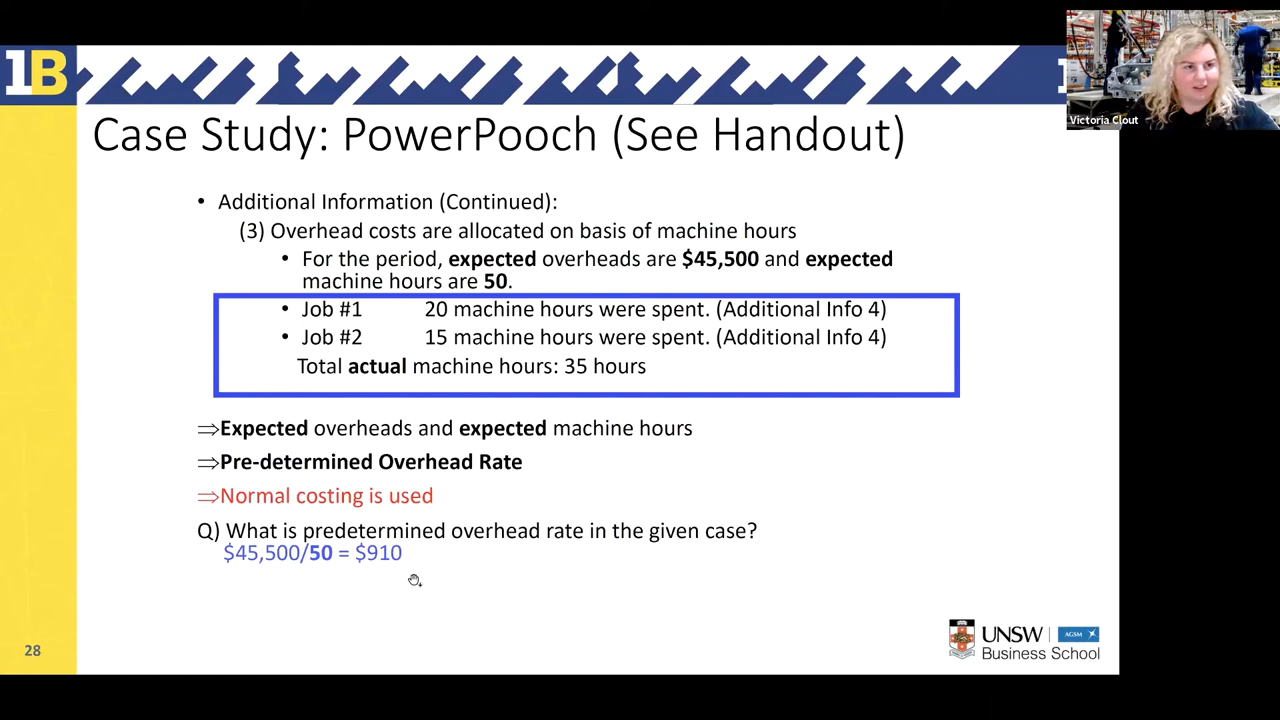 1B
Case Study: PowerPooch (See Handout)
Victoria Clout
• Additional Information (Continued):
(3) Overhead costs are allocated on basis of machine hours
• For the period, expected overheads are $45,500 and expected
machine hours are 50.
• Job #1 20 machine hours were spent. (Additional Info 4)
• Job #2 15 machine hours were spent. (Additional Info 4)
Total actual machine hours: 35 hours
⇒Expected overheads and expected machine hours
⇒Pre-determined Overhead Rate
⇒Normal costing is used
Q) What is predetermined overhead rate in the given case?
$45,500/50 = $910
28
UNSW AGSM
Business School